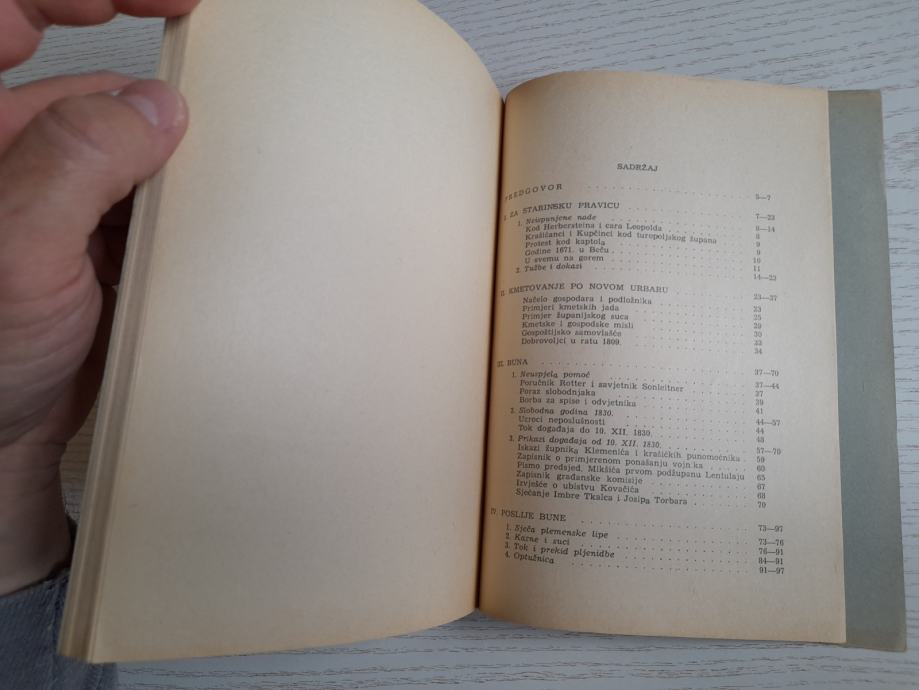 SADRŽAJ
PREDGOVOR . . . . . . . . . . 5—7
I. ZA STARINSKU PRAVICU . . . . . . . . . . 7—23
1. Neispunjene nade . . . . . . . . . . 8—14
Kod Herbersteina i cara Leopolda . . . . . . . . . . 8
Krašićanci i Kupčinci kod turopoljskog župana . . . . . . . . . . 9
Protest kod kaptola . . . . . . . . . . 9
Godine 1671. u Beču . . . . . . . . . . 10
U svemu na gorem . . . . . . . . . . 11
2. Tužbe i dokazi . . . . . . . . . . 14—23
II. KMETOVANJE PO NOVOM URBARU . . . . . . . . . . 23—37
Načelo gospodara i podložnika . . . . . . . . . . 23
Primjeri kmetskih jada . . . . . . . . . . 25
Primjer županijskog suca . . . . . . . . . . 29
Kmetske i gospodske misli . . . . . . . . . . 30
Gospoštijsko samovlašće . . . . . . . . . . 33
Dobrovoljci u ratu 1809. . . . . . . . . . . 34
III. BUNA . . . . . . . . . . 37—70
1. Neuspjela pomoć . . . . . . . . . . 37—44
Poručnik Rotter i savjetnik Sonleitner . . . . . . . . . . 37
Poraz slobodnjaka . . . . . . . . . . 39
Borba za spise i odvjetnika . . . . . . . . . . 41
2. Slobodna godina 1830. . . . . . . . . . . 44—57
Uzroci neposlušnosti . . . . . . . . . . 44
Tok događaja do 10. XII. 1830. . . . . . . . . . . 48
3. Prikazi događaja od 10. XII. 1830. . . . . . . . . . . 57—70
Iskazi župnika Klemenića i krašićkih punomoćnika . 59
Zapisnik o primjerenom ponašanju vojnika . . . . . . . . . . 60
Pismo predsjed. Mikšića prvom podžupanu Lentulaju 65
Zapisnik građanske komisije . . . . . . . . . . 67
Izvješće o ubistvu Kovačića . . . . . . . . . . 68
Sjećanje Imbre Tkalca i Josipa Torbara . . . . . . . . . . 70
IV. POSLIJE BUNE . . . . . . . . . . 73—97
1. Sječa plemenske lipe . . . . . . . . . . 73—76
2. Kazne i suci . . . . . . . . . . 76—91
3. Tok i prekid pljenidbe . . . . . . . . . . 84—91
4. Optužnica . . . . . . . . . . 91—97